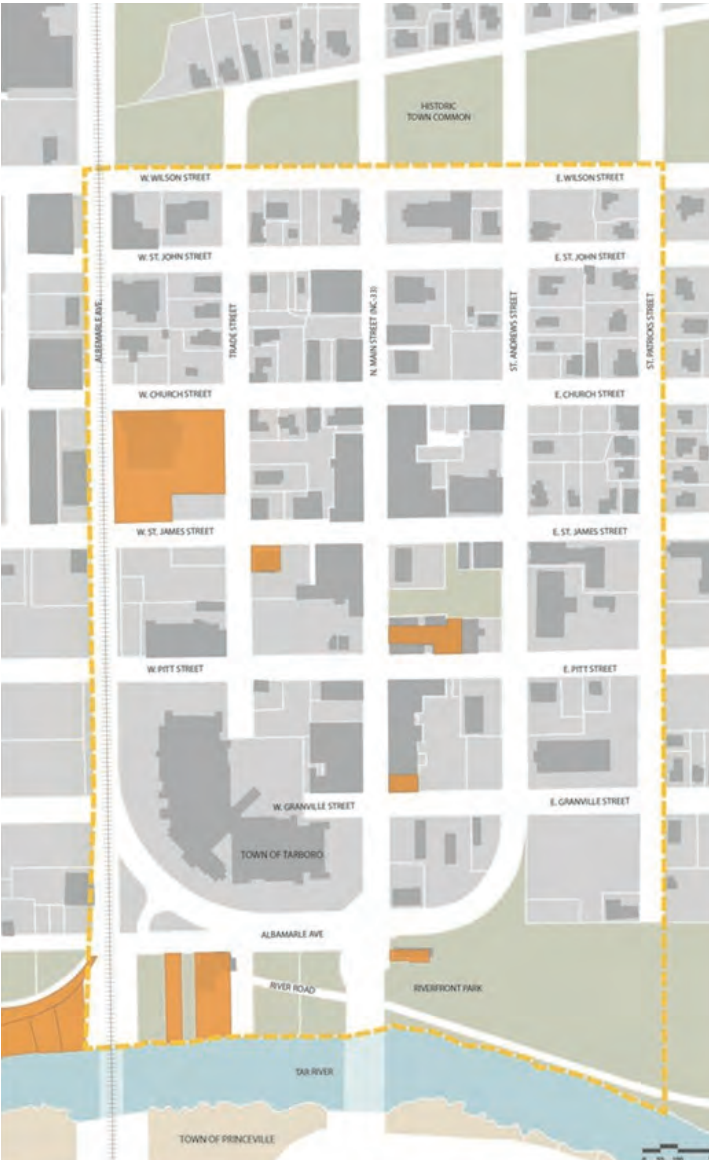 HISTORIC
TOWN COMMON
W. WILSON STREET
E. WILSON STREET
W. ST. JOHN STREET
E. ST. JOHN STREET
ALBEMARLE AVE.
TRADE STREET
N. MAIN STREET (NC-33)
ST. ANDREWS STREET
ST. PATRICKS STREET
W. CHURCH STREET
E. CHURCH STREET
W. ST. JAMES STREET
E. ST. JAMES STREET
W. PITT STREET
E. PITT STREET
W. GRANVILLE STREET
E. GRANVILLE STREET
TOWN OF TARBORO
ALBAMARLE AVE
RIVER ROAD
RIVERFRONT PARK
TAR RIVER
TOWN OF PRINCEVILLE